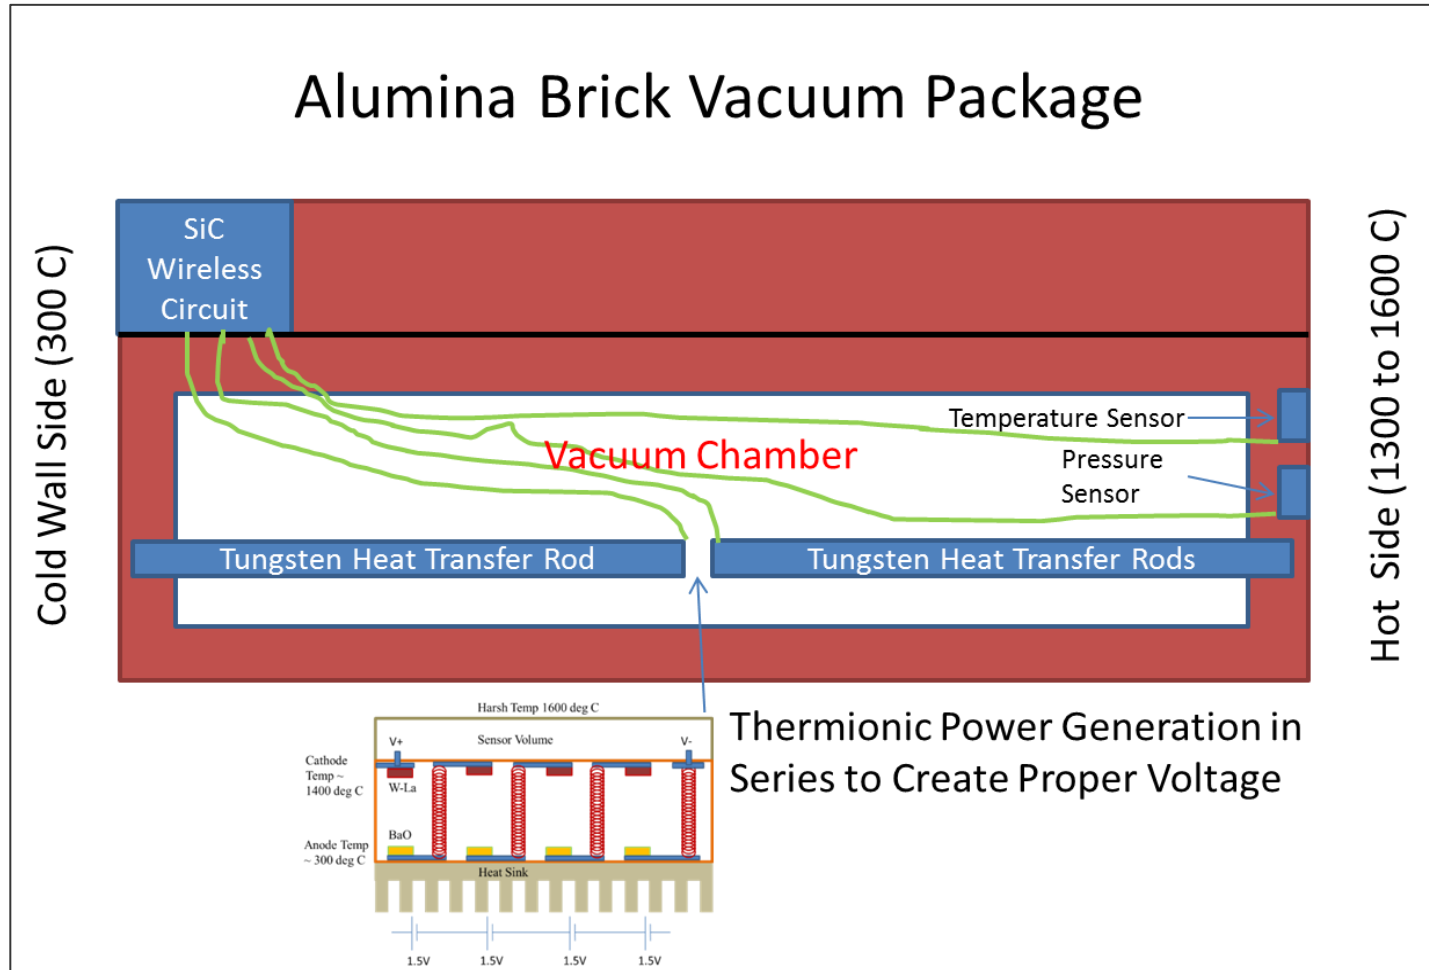 Alumina Brick Vacuum Package
SiC
Wireless
Circuit
Cold Wall Side (300 C)
Hot  Side (1300 to 1600 C)
Temperature Sensor
Vacuum Chamber
Pressure
Sensor
Tungsten Heat Transfer Rod
Tungsten Heat Transfer Rods
Thermionic Power Generation in
Series to Create Proper Voltage
Harsh Temp 1600 deg C
Sensor Volume
V+
V-
Cathode
Temp ~
1400 deg C
W-La
BaO
Anode Temp
~ 300 deg C
Heat Sink
1.5V
1.5V
1.5V
1.5V